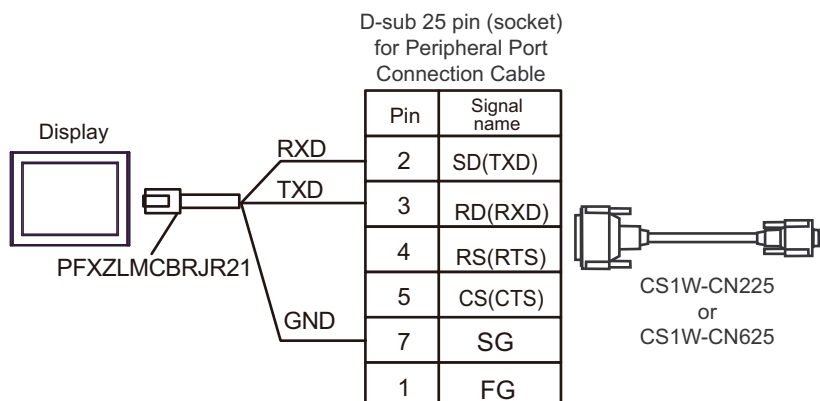 D-sub 25 pin (socket)
for Peripheral Port
Connection Cable
Pin
Signal
name
Display
RXD
2
SD(TXD)
TXD
3
RD(RXD)
4
RS(RTS)
PFXZLMCBRJR21
5
CS(CTS)
CS1W-CN225
or
CS1W-CN625
GND
7
SG
1
FG